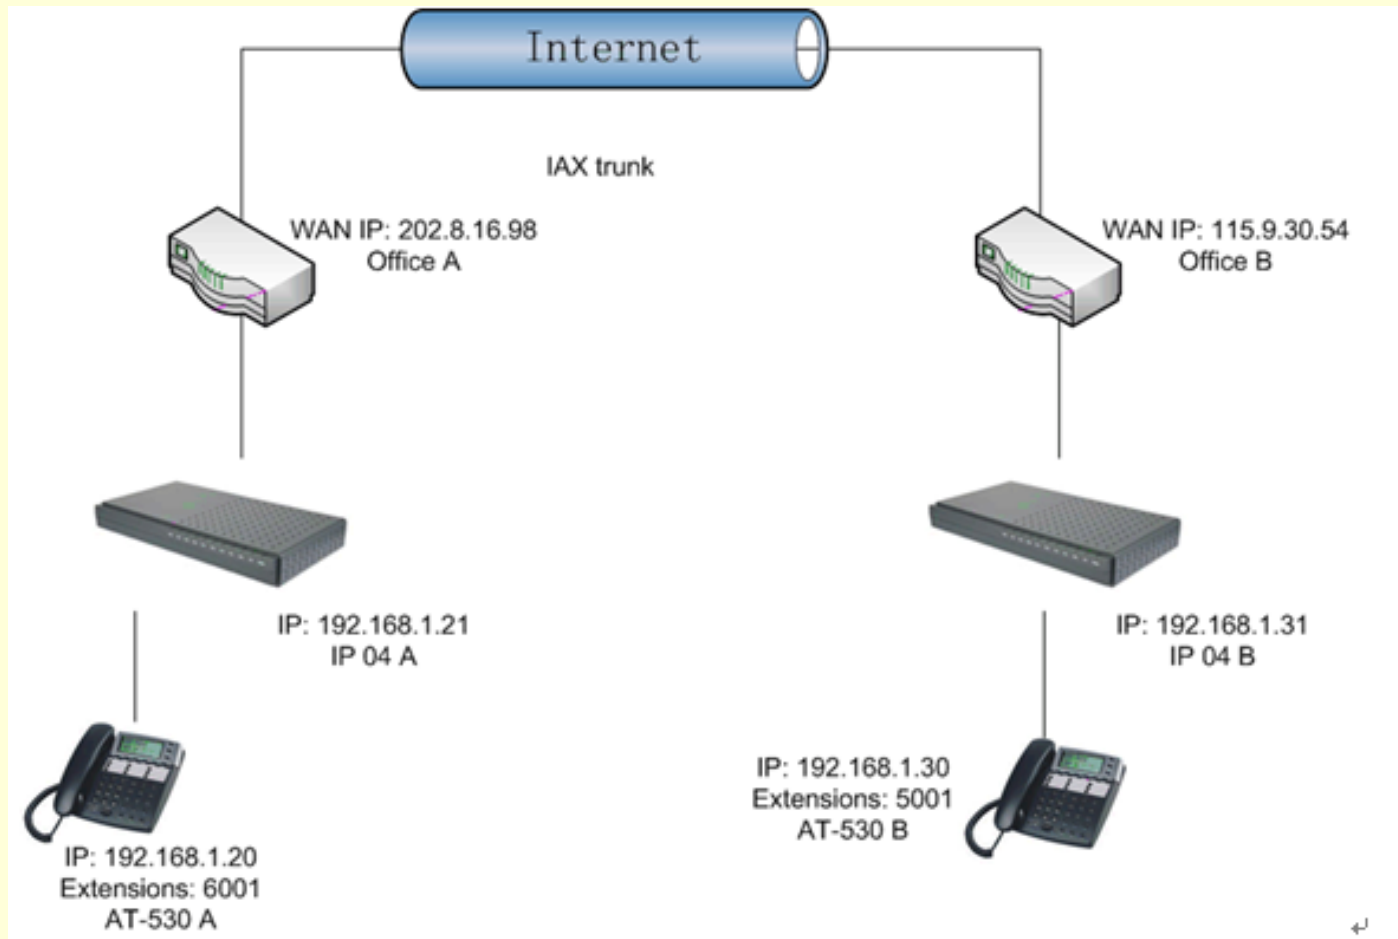 Internet
IAX trunk
WAN IP: 202.8.16.98
Office A
WAN IP: 115.9.30.54
Office B
IP: 192.168.1.21
IP 04 A
IP: 192.168.1.31
IP 04 B
IP: 192.168.1.20
Extensions: 6001
AT-530 A
IP: 192.168.1.30
Extensions: 5001
AT-530 B